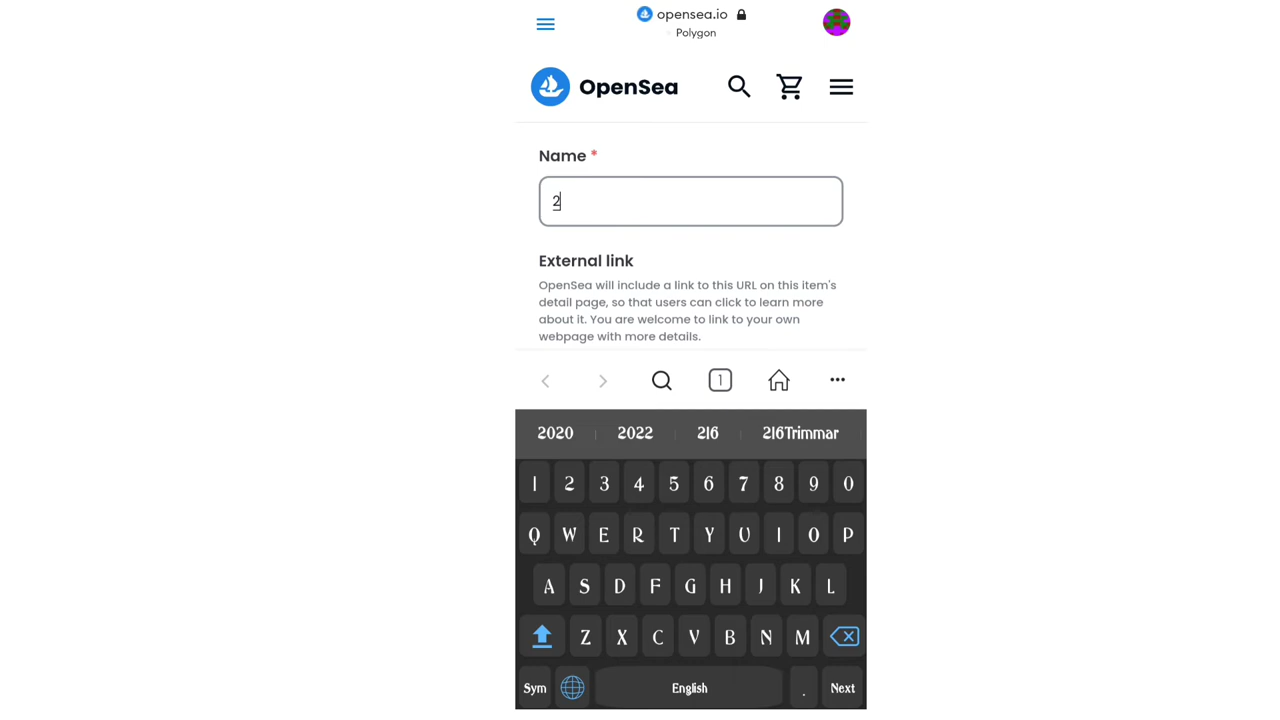 opensea.io
Polygon
OpenSea
Name *
2
External link
OpenSea will include a link to this URL on this item's
detail page, so that users can click to learn more
about it. You are welcome to link to your own
webpage with more details.
1
2020 2022 216 216Trimmar
1 2 3 4 5 6 7 8 9 0
Q W E R T Y U I O P
A S D F G H J K L
Z X C V B N M
Sym English . Next